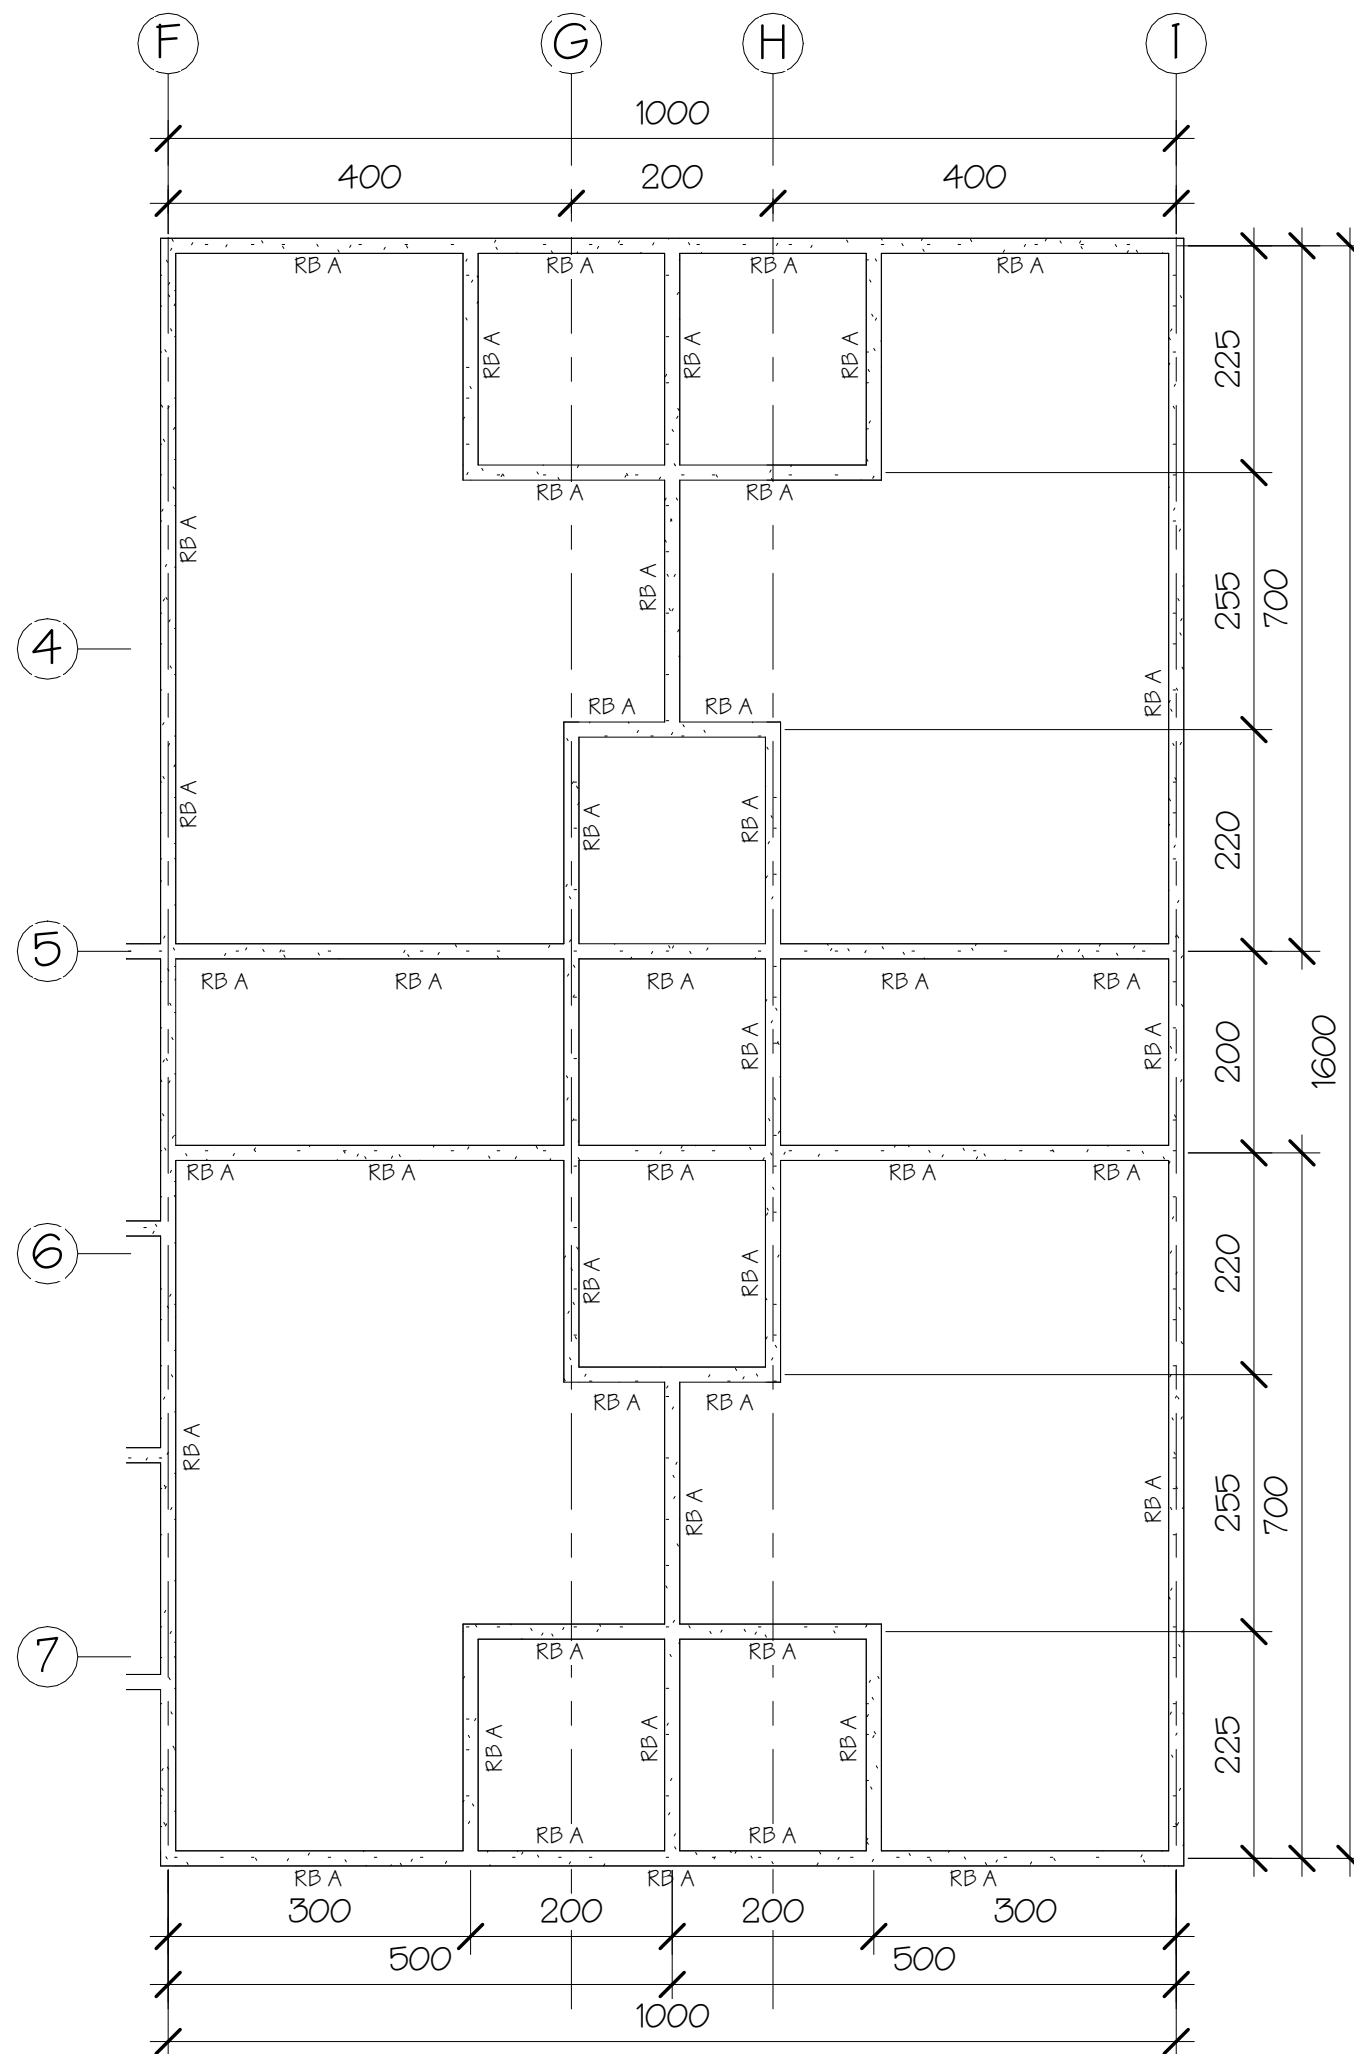 F G H I
1000
400 200 400
RB A RB A RB A RB A
RB A RB A RB A 225
RB A RB A
RB A
RB A 255 700
4
RB A
RB A RB A
RB A RB A RB A 220
5
RB A RB A RB A RB A RB A
RB A RB A 200 1600
RB A RB A RB A RB A RB A
6
RB A RB A 220
RB A RB A
RB A
RB A RB A 255 700
7
RB A RB A
RB A RB A RB A 225
RB A RB A
RB A RB A RB A
300 200 200 300
500 500
1000